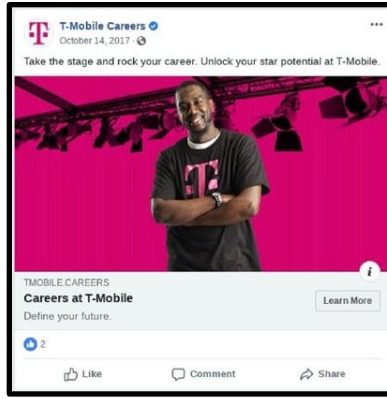 T-Mobile Careers
October 14, 2017 ·
Take the stage and rock your career. Unlock your star potential at T-Mobile.
T
TMOBILE.CAREERS
Careers at T-Mobile
Learn More
Define your future.
2
Like Comment Share